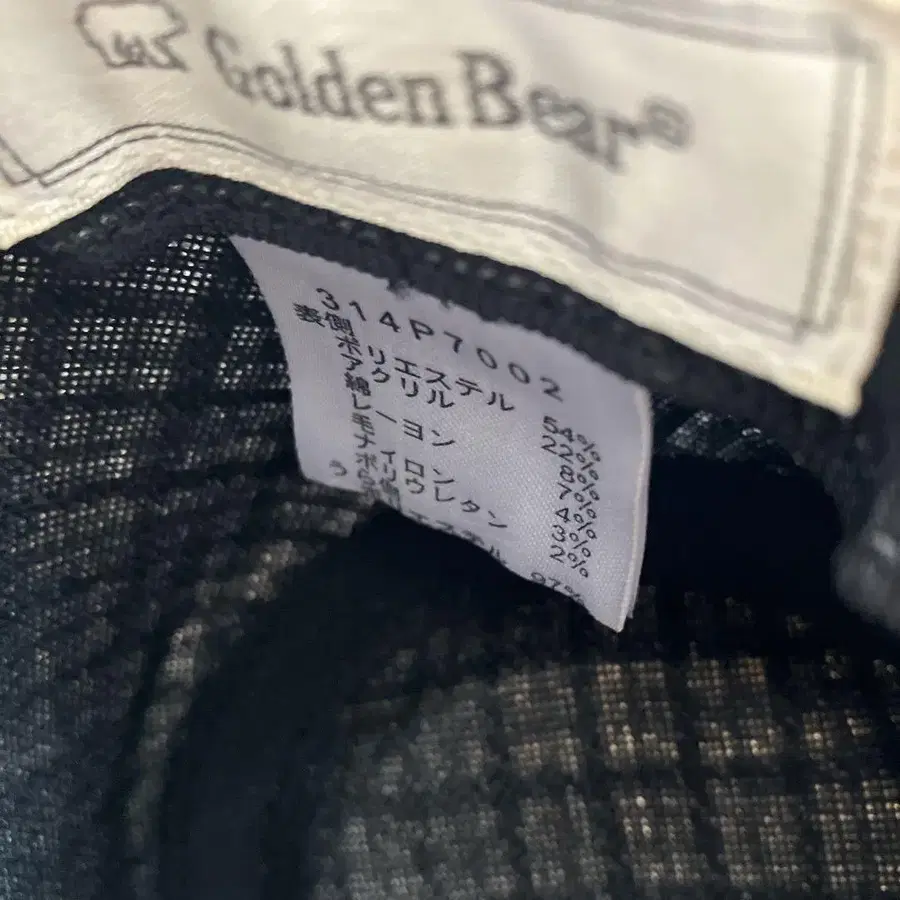 Golden Bear®
314P7002
表側
ポリエステル 54%
アクリル 22%
綿 8%
レーヨン 7%
毛 4%
ナイロン 3%
ポリウレタン 2%
97%